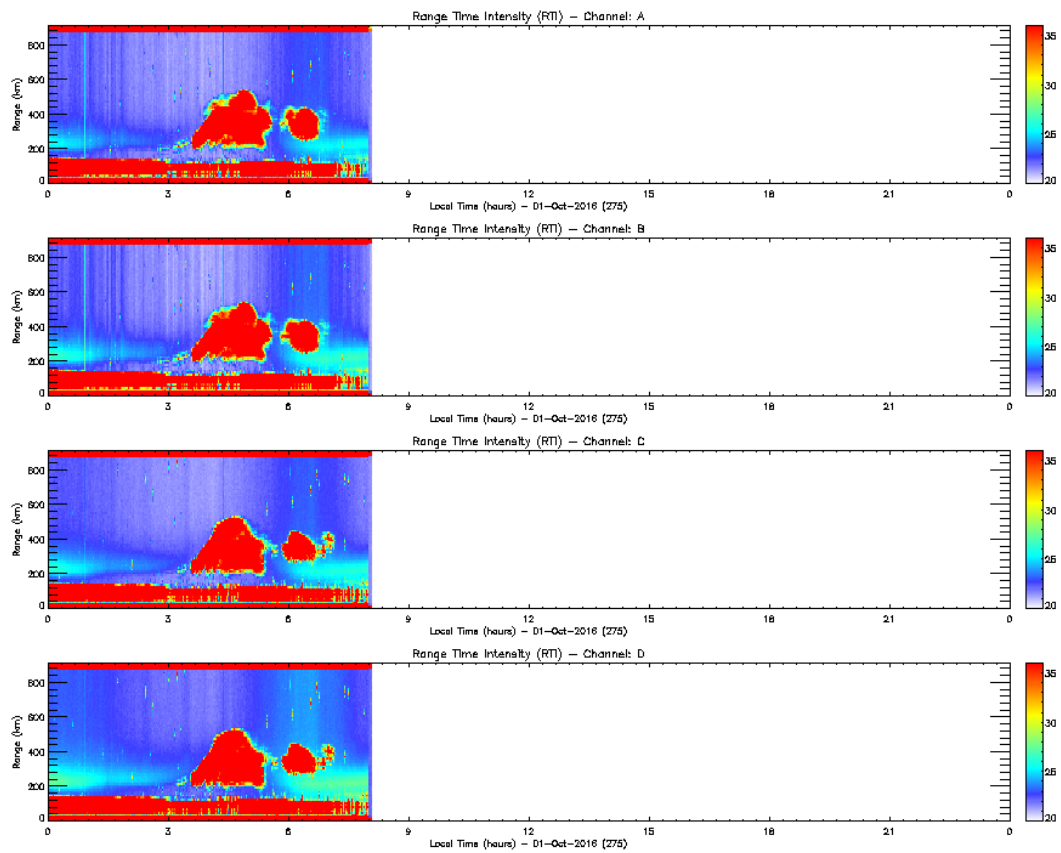 Range Time Intensity (RTI) – Channel: A
Range (km)
800
600
400
200
0
0 3 6 9 12 15 18 21 0
Local Time (hours) – 01–Oct–2016 (275)
35
30
25
20
Range Time Intensity (RTI) – Channel: B
Range (km)
800
600
400
200
0
0 3 6 9 12 15 18 21 0
Local Time (hours) – 01–Oct–2016 (275)
35
30
25
20
Range Time Intensity (RTI) – Channel: C
Range (km)
800
600
400
200
0
0 3 6 9 12 15 18 21 0
Local Time (hours) – 01–Oct–2016 (275)
35
30
25
20
Range Time Intensity (RTI) – Channel: D
Range (km)
800
600
400
200
0
0 3 6 9 12 15 18 21 0
Local Time (hours) – 01–Oct–2016 (275)
35
30
25
20